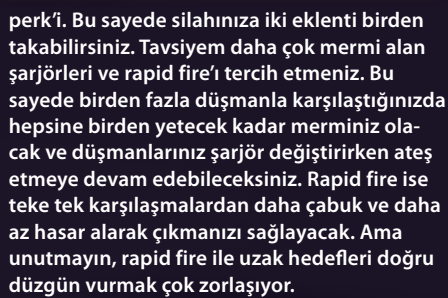 perk’i. Bu sayede silahınıza iki eklenti birden
takabilirsiniz. Tavsiyem daha çok mermi alan
şarjörleri ve rapid fire’ı tercih etmeniz. Bu
sayede birden fazla düşmanla karşılaştığınızda
hepsine birden yetecek kadar merminiz ola-
cak ve düşmanlarınız şarjör değiştirirken ateş
etmeye devam edebileceksiniz. Rapid fire ise
teke tek karşılaşmalardan daha çabuk ve daha
az hasar alarak çıkmanızı sağlayacak. Ama
unutmayın, rapid fire ile uzak hedefleri doğru
düzgün vurmak çok zorlaşıyor.